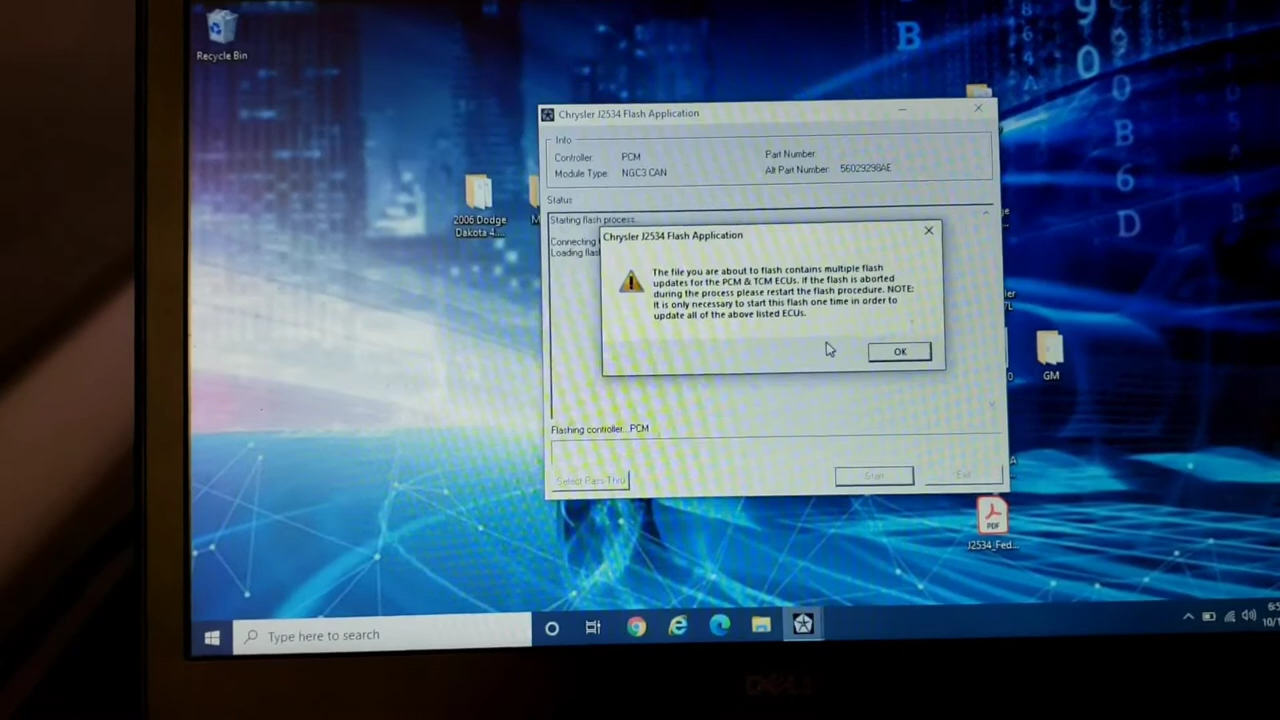 Recycle Bin
2006 Dodge
Dakota 4....
Chrysler J2534 Flash Application
Info
Controller: PCM
Part Number:
Module Type: NGC3 CAN
Alt Part Number: 56029298AE
Status
Starting flash process...
Connecting
Loading flas
Chrysler J2534 Flash Application
The file you are about to flash contains multiple flash
updates for the PCM & TCM ECUs. If the flash is aborted
during the process please restart the flash procedure. NOTE:
it is only necessary to start this flash one time in order to
update all of the above listed ECUs.
OK
Flashing controller...PCM
Select Pass-Thru
Start
Exit
GM
PDF
J2534_Fed...
Type here to search
DELL